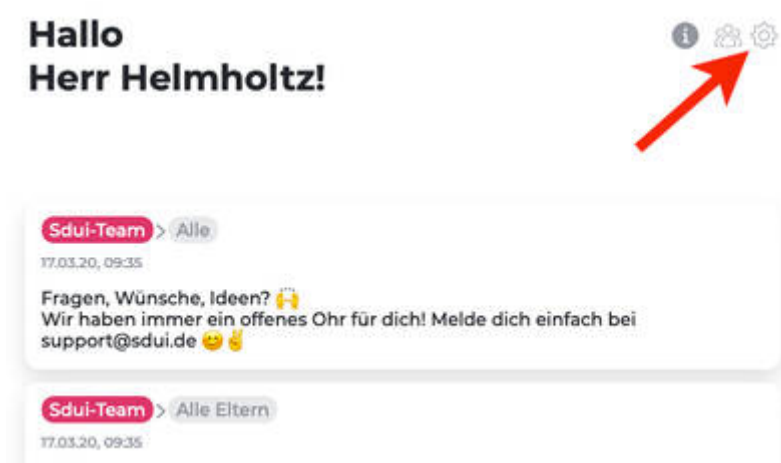 Hallo
Herr Helmholtz!
Sdui-Team > Alle
17.03.20, 09:35
Fragen, Wünsche, Ideen? 🙌
Wir haben immer ein offenes Ohr für dich! Melde dich einfach bei
support@sdui.de 😊✌️
Sdui-Team > Alle Eltern
17.03.20, 09:35